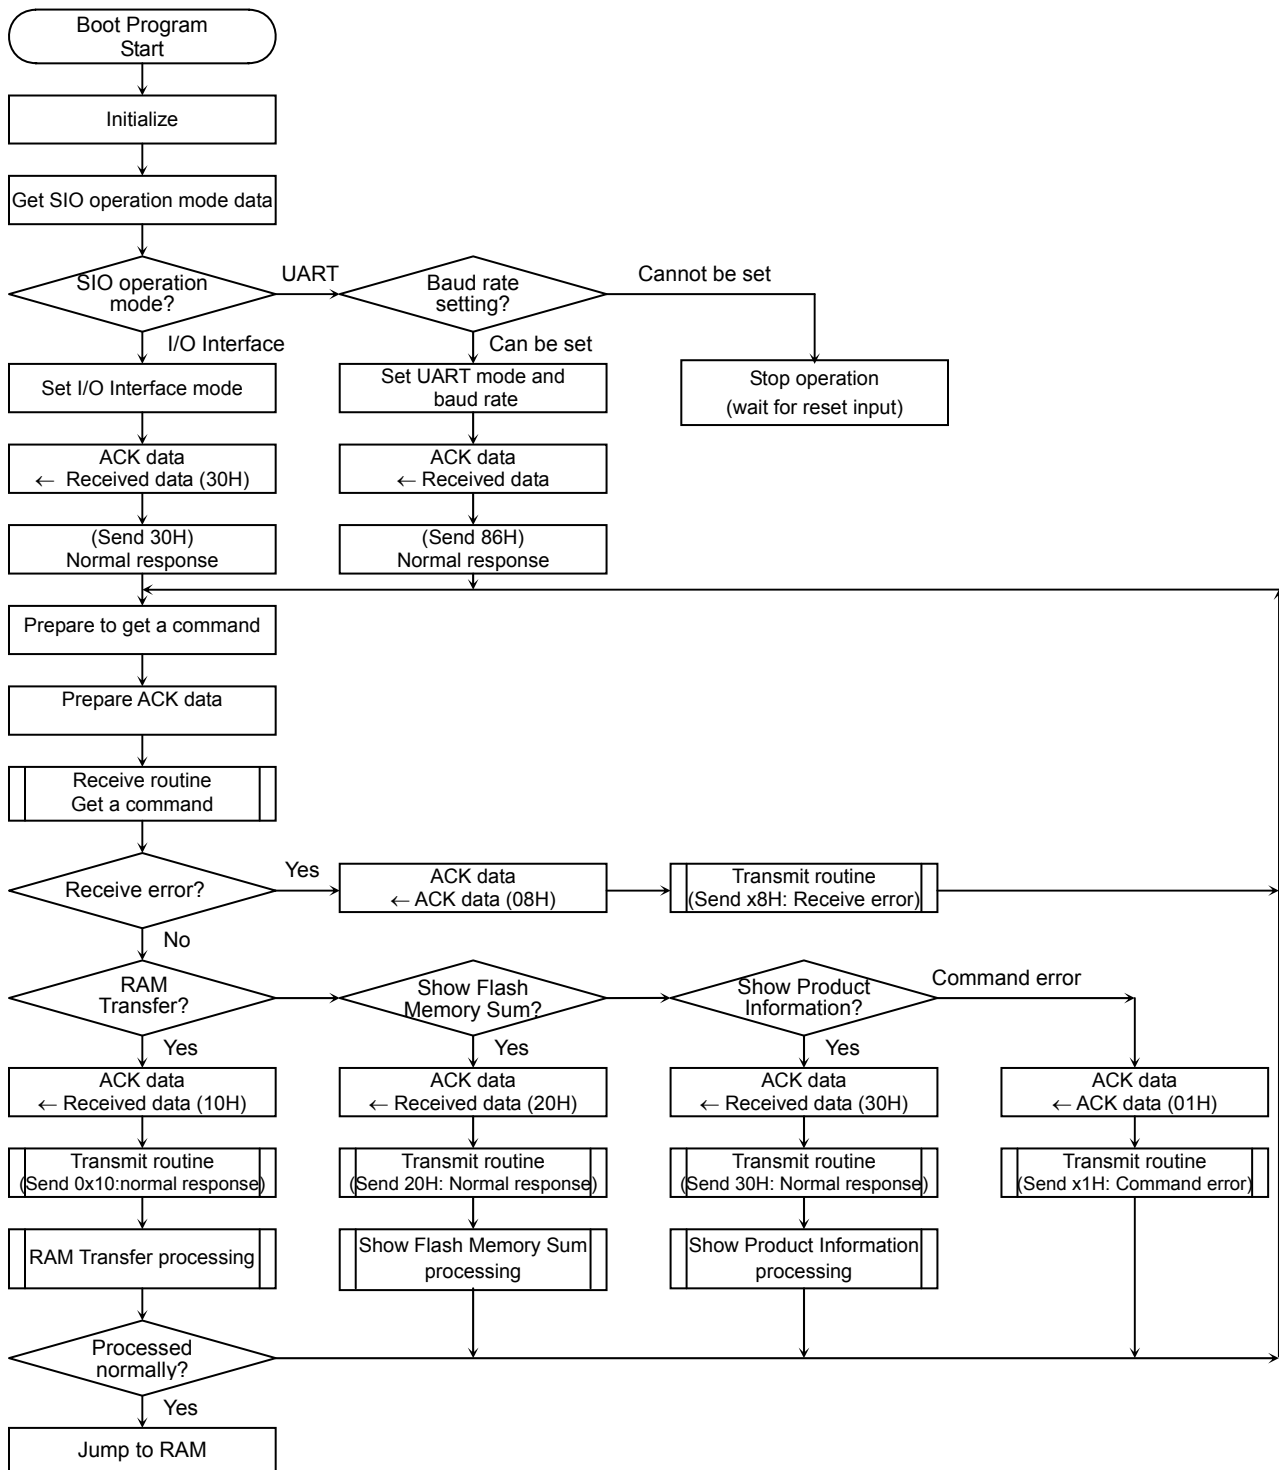 Boot Program
Start
Initialize
Get SIO operation mode data
SIO operation
mode?
UART
Baud rate
setting?
Cannot be set
I/O Interface
Can be set
Set I/O Interface mode
Set UART mode and
baud rate
Stop operation
(wait for reset input)
ACK data
← Received data (30H)
ACK data
← Received data
(Send 30H)
Normal response
(Send 86H)
Normal response
Prepare to get a command
Prepare ACK data
Receive routine
Get a command
Receive error?
Yes
ACK data
← ACK data (08H)
Transmit routine
(Send x8H: Receive error)
No
RAM
Transfer?
Show Flash
Memory Sum?
Show Product
Information?
Command error
Yes
Yes
Yes
ACK data
← Received data (10H)
ACK data
← Received data (20H)
ACK data
← Received data (30H)
ACK data
← ACK data (01H)
Transmit routine
(Send 0x10:normal response)
Transmit routine
(Send 20H: Normal response)
Transmit routine
(Send 30H: Normal response)
Transmit routine
(Send x1H: Command error)
RAM Transfer processing
Show Flash Memory Sum
processing
Show Product Information
processing
Processed
normally?
Yes
Jump to RAM